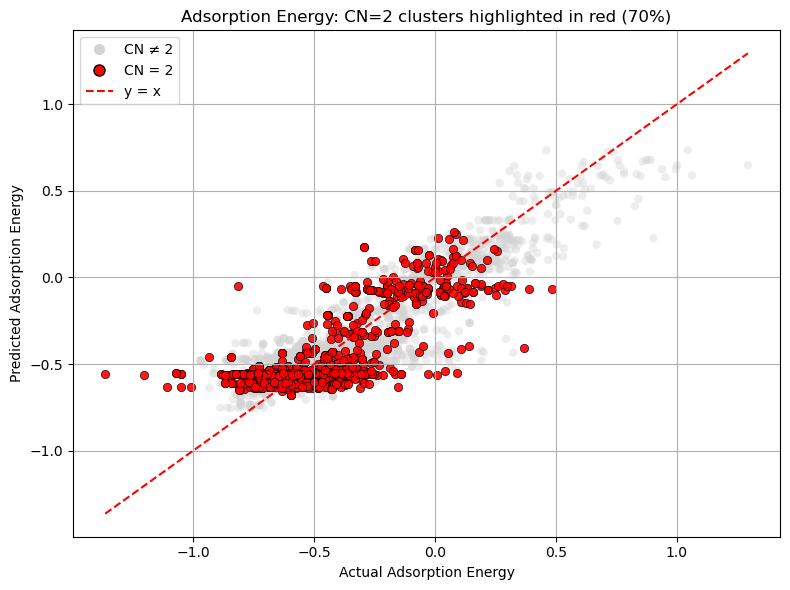 Adsorption Energy: CN=2 clusters highlighted in red (70%)
CN ≠ 2
CN = 2
y = x
1.0
0.5
0.0
−0.5
−1.0
Predicted Adsorption Energy
−1.0
−0.5
0.0
0.5
1.0
Actual Adsorption Energy